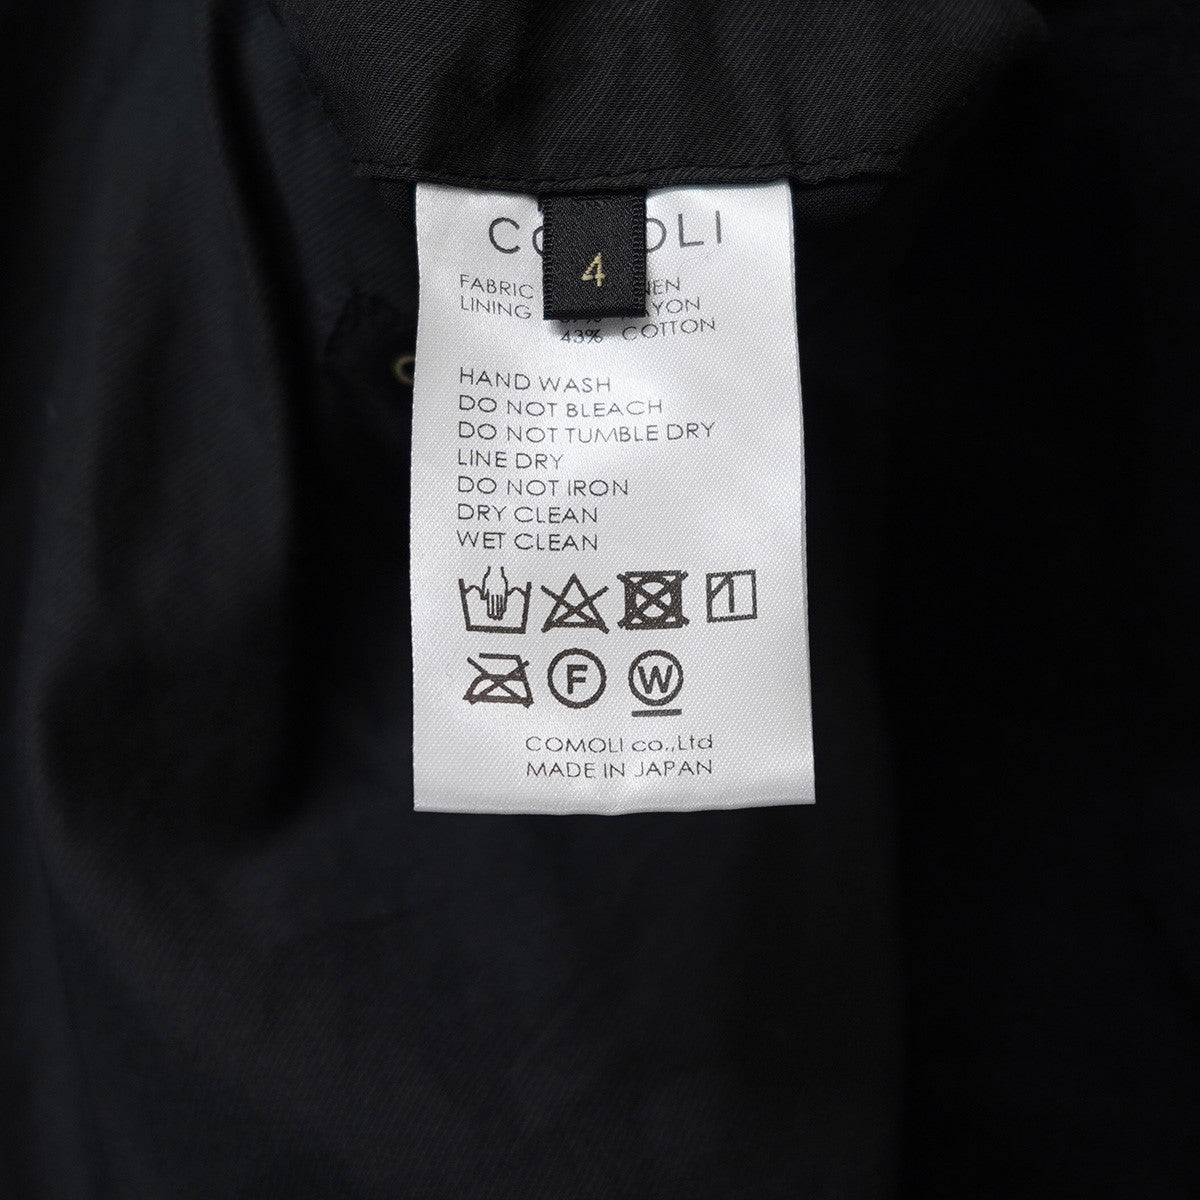 4
FABRIC
LINING
43% COTTON
HAND WASH
DO NOT BLEACH
DO NOT TUMBLE DRY
LINE DRY
DO NOT IRON
DRY CLEAN
WET CLEAN
F W
COMOLI co.,Ltd
MADE IN JAPAN